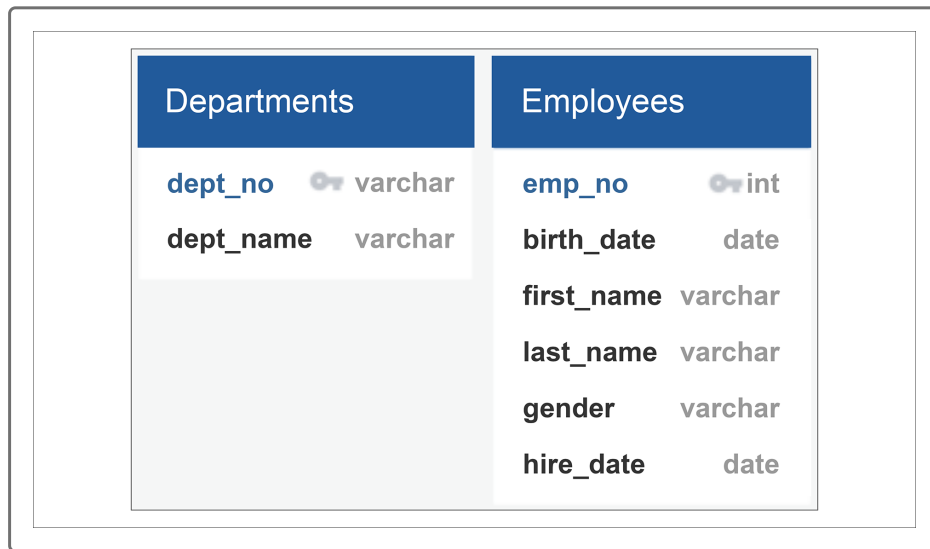 Departments
dept_no varchar
dept_name varchar
Employees
emp_no int
birth_date date
first_name varchar
last_name varchar
gender varchar
hire_date date